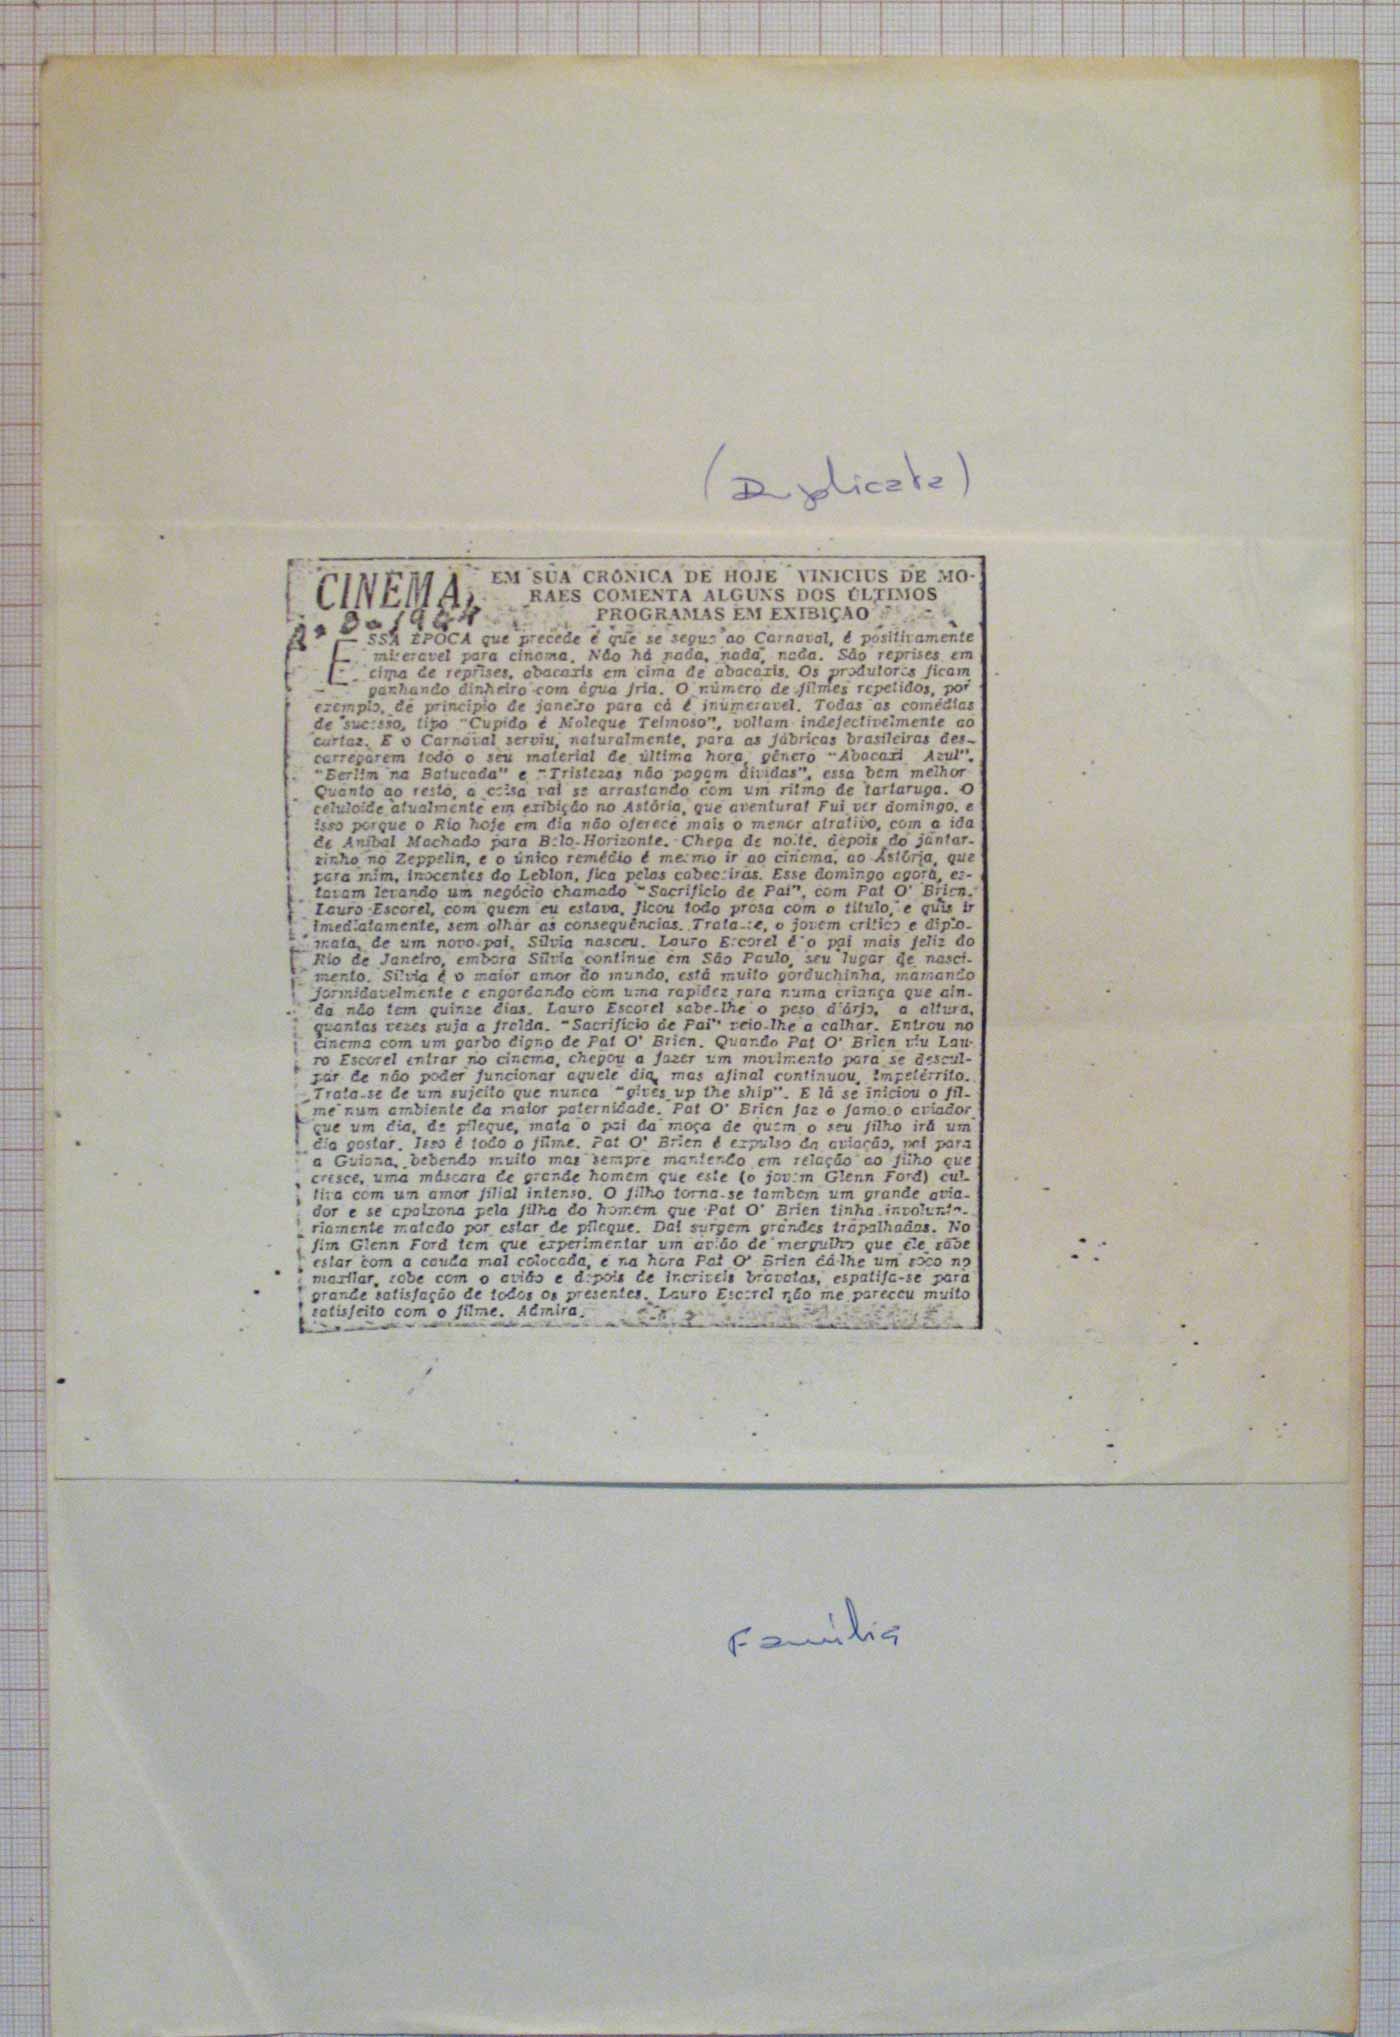 (Duplicata)
CINEMA
EM SUA CRÔNICA DE HOJE VINICIUS DE MO-
RAES COMENTA ALGUNS DOS ÚLTIMOS
PROGRAMAS EM EXIBIÇÃO
1944
ESSA ÉPOCA que precede e que se segue ao Carnaval, é positivamente
miseravel para cinema. Não há nada, nada, nada. São reprises em
cima de reprises, abacaxis em cima de abacaxis. Os produtores ficam
ganhando dinheiro com água fria. O número de filmes repetidos, por
exemplo, de principio de janeiro para cá é inumeravel. Todas as comédias
de sucesso, tipo "Cupido é Moleque Teimoso", voltam indefectivelmente ao
cartaz. E o Carnaval serviu, naturalmente, para as fábricas brasileiras des-
carregarem todo o seu material de última hora, gênero "Abacaxi Azul",
"Berlim na Batucada" e "Tristezas não pagam dividas", essa bem melhor
Quanto ao resto, a coisa vai se arrastando com um ritmo de tartaruga. O
celuloide atualmente em exibição no Astória, que aventura! Fui ver domingo, e
isso porque o Rio hoje em dia não oferece mais o menor atrativo, com a ida
de Aníbal Machado para Belo-Horizonte. Chega de noite, depois do jantar-
zinho no Zeppelin, e o único remédio é mesmo ir ao cinema, ao Astória, que
para mim, inocentes do Leblon, fica pelas cabeceiras. Esse domingo agora, es-
tavam levando um negócio chamado "Sacrificio de Pai", com Pat O' Brien.
Lauro Escorel, com quem eu estava, ficou todo prosa com o titulo, e quis ir
imediatamente, sem olhar as consequências. Trata-se, o jovem critico e diplo-
mata, de um novo pai. Sílvia nasceu. Lauro Escorel é o pai mais feliz do
Rio de Janeiro, embora Sílvia continue em São Paulo, seu lugar de nasci-
mento. Sílvia é o maior amor do mundo, está muito gorduchinha, mamando
formidavelmente e engordando com uma rapidez rara numa criança que ain-
da não tem quinze dias. Lauro Escorel sabe-lhe o peso diário, a altura,
quantas vezes suja a fralda. "Sacrificio de Pai" veio-lhe a calhar. Entrou no
cinema com um garbo digno de Pat O' Brien. Quando Pat O' Brien viu Lau-
ro Escorel entrar no cinema, chegou a fazer um movimento para se descul-
par de não poder funcionar aquele dia, mas afinal continuou, impetérrito.
Trata-se de um sujeito que nunca "gives up the ship". E lá se iniciou o fil-
me num ambiente da maior paternidade. Pat O' Brien faz o famoso aviador
que um dia, de pileque, mata o pai da moça de quem o seu filho irá um
dia gostar. Isso é todo o filme. Pat O' Brien é expulso da aviação, vai para
a Guiana, bebendo muito mas sempre mantendo em relação ao filho que
cresce, uma máscara de grande homem que este (o jovem Glenn Ford) cul-
tiva com um amor filial intenso. O filho torna-se tambem um grande avia-
dor e se apaixona pela filha do homem que Pat O' Brien tinha involunta-
riamente matado por estar de pileque. Dai surgem grandes trapalhadas. No
fim Glenn Ford tem que experimentar um avião de mergulho que ele sabe
estar com a cauda mal colocada, e na hora Pat O' Brien dá-lhe um soco no
maxilar, sobe com o avião e depois de incriveis bravatas, espatifa-se para
grande satisfação de todos os presentes. Lauro Escorel não me pareceu muito
satisfeito com o filme. Admira.
Família